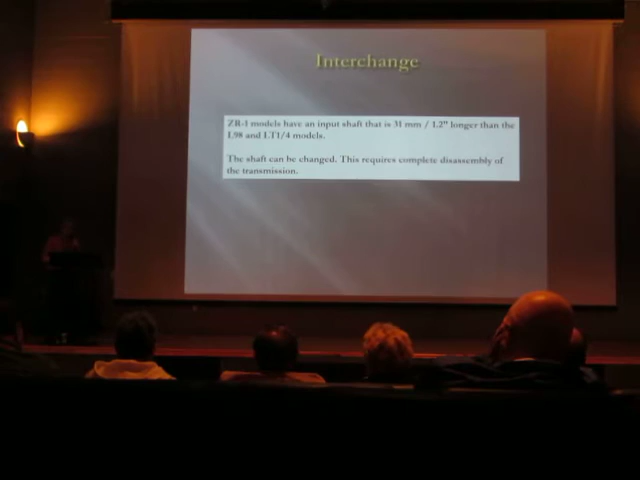 Interchange
ZR-1 models have an input shaft that is 31 mm / 1.2" longer than the
L98 and LT1/4 models.
The shaft can be changed. This requires complete disassembly of
the transmission.